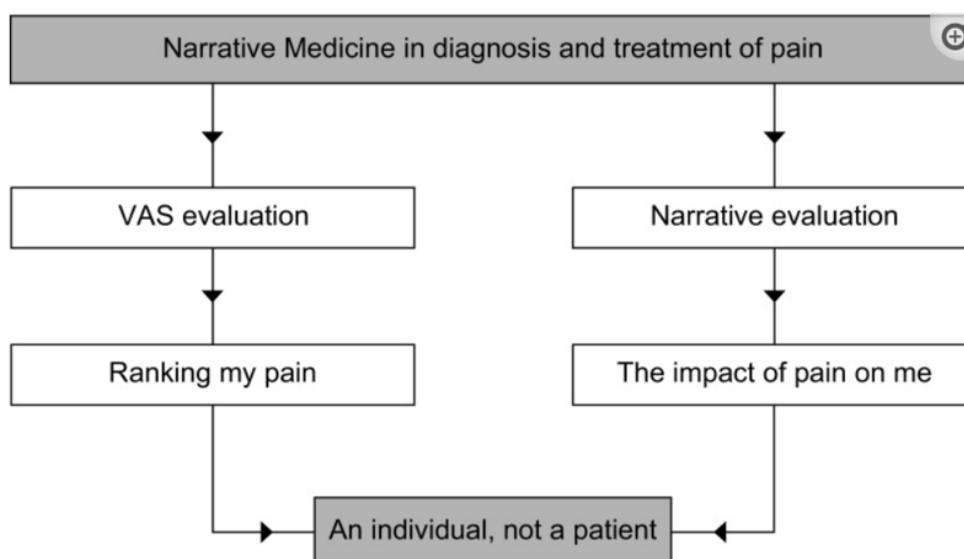 Narrative Medicine in diagnosis and treatment of pain
VAS evaluation
Narrative evaluation
Ranking my pain
The impact of pain on me
An individual, not a patient